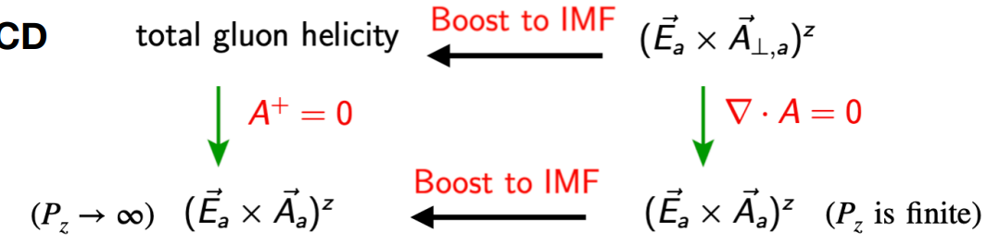 CD total gluon helicity Boost to IMF (E⃗ₐ × A⃗⊥,ₐ)ᶻ
A⁺ = 0 ∇ · A = 0
Boost to IMF
(P_z → ∞) (E⃗ₐ × A⃗ₐ)ᶻ (E⃗ₐ × A⃗ₐ)ᶻ (P_z is finite)